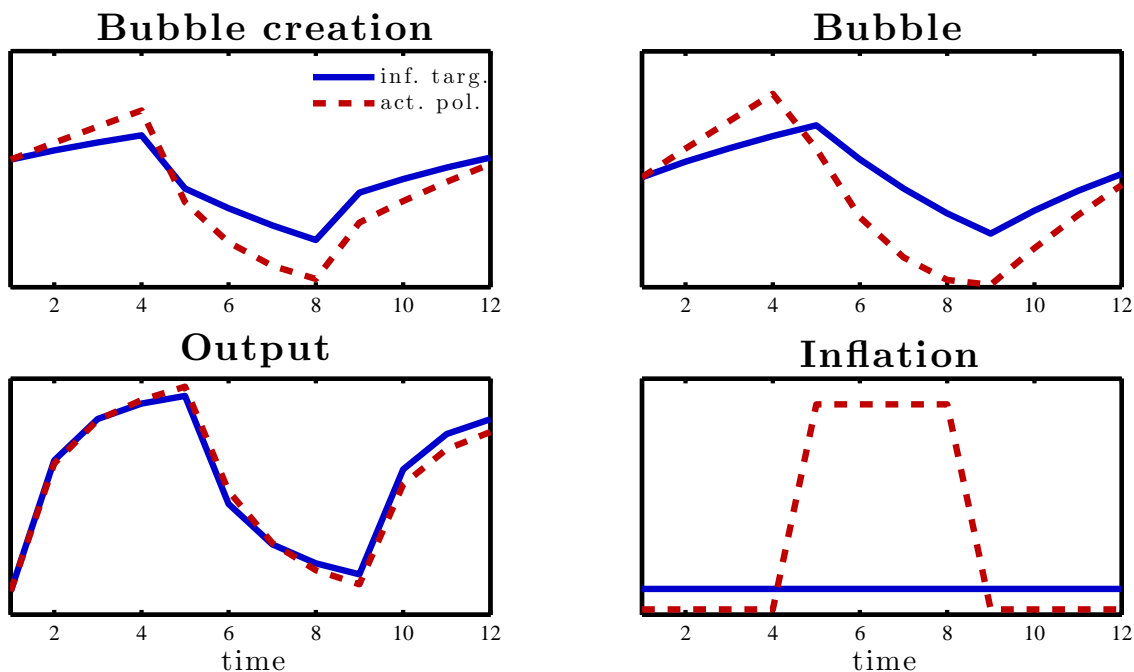 Bubble creation
inf. targ.
act. pol.
2 4 6 8 10 12
Bubble
2 4 6 8 10 12
Output
2 4 6 8 10 12
time
Inflation
2 4 6 8 10 12
time